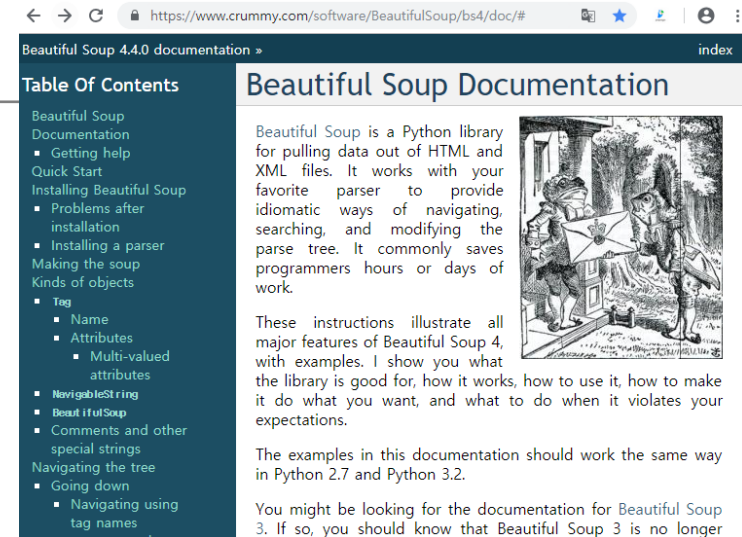 https://www.crummy.com/software/BeautifulSoup/bs4/doc/#
Beautiful Soup 4.4.0 documentation »
index
Table Of Contents
Beautiful Soup
Documentation
Getting help
Quick Start
Installing Beautiful Soup
Problems after
installation
Installing a parser
Making the soup
Kinds of objects
Tag
Name
Attributes
Multi-valued
attributes
NavigableString
BeautifulSoup
Comments and other
special strings
Navigating the tree
Going down
Navigating using
tag names
Beautiful Soup Documentation
Beautiful Soup is a Python library
for pulling data out of HTML and
XML files. It works with your
favorite parser to provide
idiomatic ways of navigating,
searching, and modifying the
parse tree. It commonly saves
programmers hours or days of
work.
These instructions illustrate all
major features of Beautiful Soup 4,
with examples. I show you what
the library is good for, how it works, how to use it, how to make
it do what you want, and what to do when it violates your
expectations.
The examples in this documentation should work the same way
in Python 2.7 and Python 3.2.
You might be looking for the documentation for Beautiful Soup
3. If so, you should know that Beautiful Soup 3 is no longer